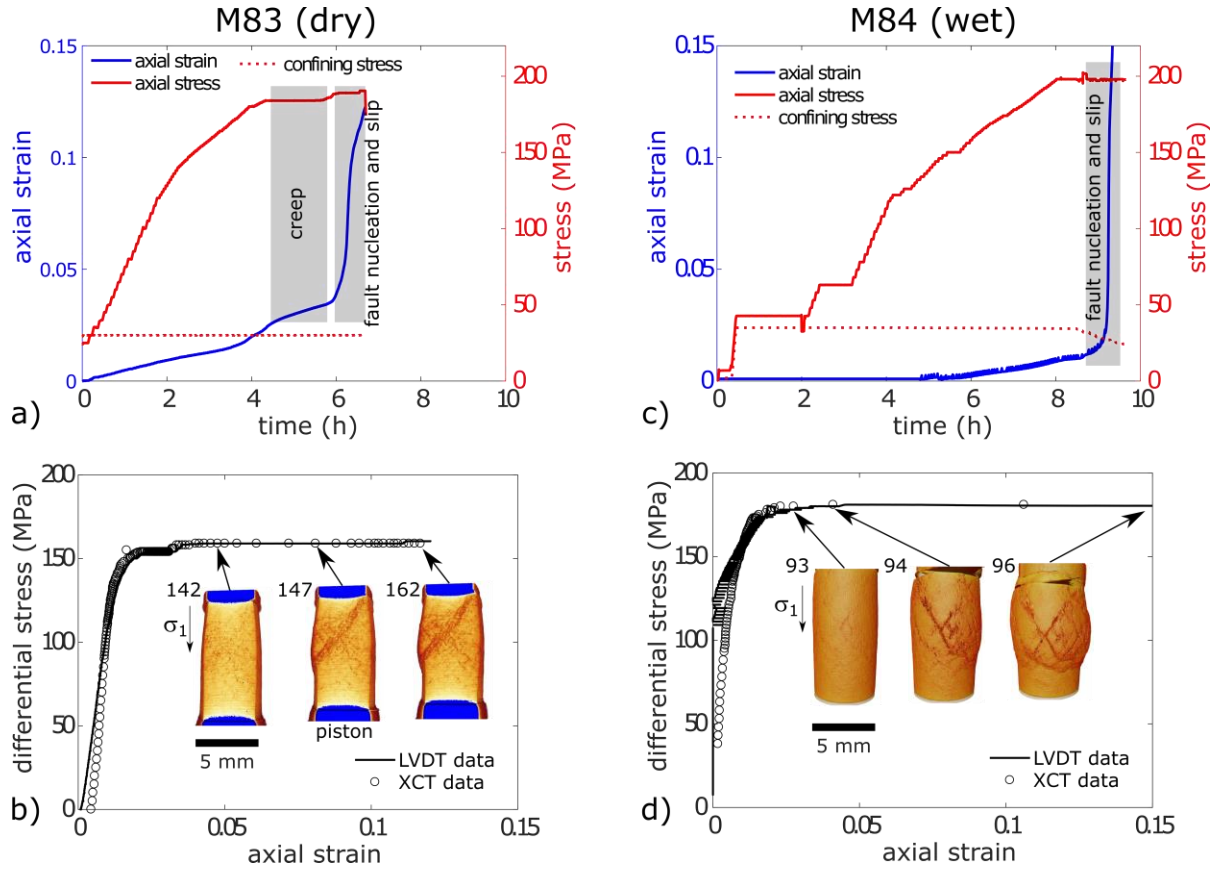 M83 (dry)
axial strain
axial stress
confining stress
0.15
0.1
0.05
0
axial strain
creep
fault nucleation and slip
200
150
100
50
0
stress (MPa)
0 2 4 6 8 10
time (h)
a)
M84 (wet)
axial strain
axial stress
confining stress
0.15
0.1
0.05
0
axial strain
fault nucleation and slip
200
150
100
50
0
stress (MPa)
0 2 4 6 8 10
time (h)
c)
200
150
100
50
0
differential stress (MPa)
142
147
162
σ1
piston
5 mm
LVDT data
XCT data
0 0.05 0.1 0.15
axial strain
b)
200
150
100
50
0
differential stress (MPa)
93
94
96
σ1
5 mm
LVDT data
XCT data
0 0.05 0.1 0.15
axial strain
d)